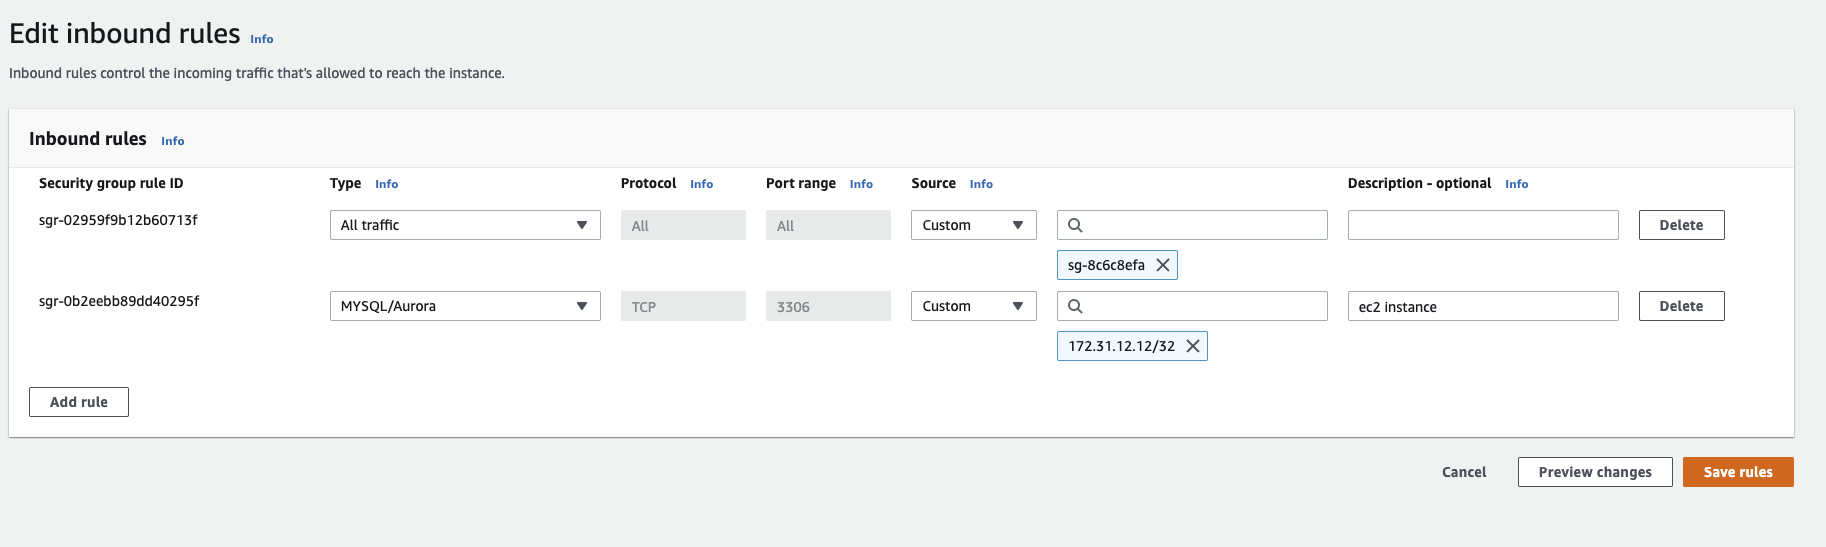 Edit inbound rules Info
Inbound rules control the incoming traffic that's allowed to reach the instance.
Inbound rules Info
Security group rule ID Type Info Protocol Info Port range Info Source Info Description - optional Info
sgr-02959f9b12b60713f All traffic All All Custom Delete
sg-8c6c8efa
sgr-0b2eebb89dd40295f MYSQL/Aurora TCP 3306 Custom ec2 instance Delete
172.31.12.12/32
Add rule
Cancel Preview changes Save rules